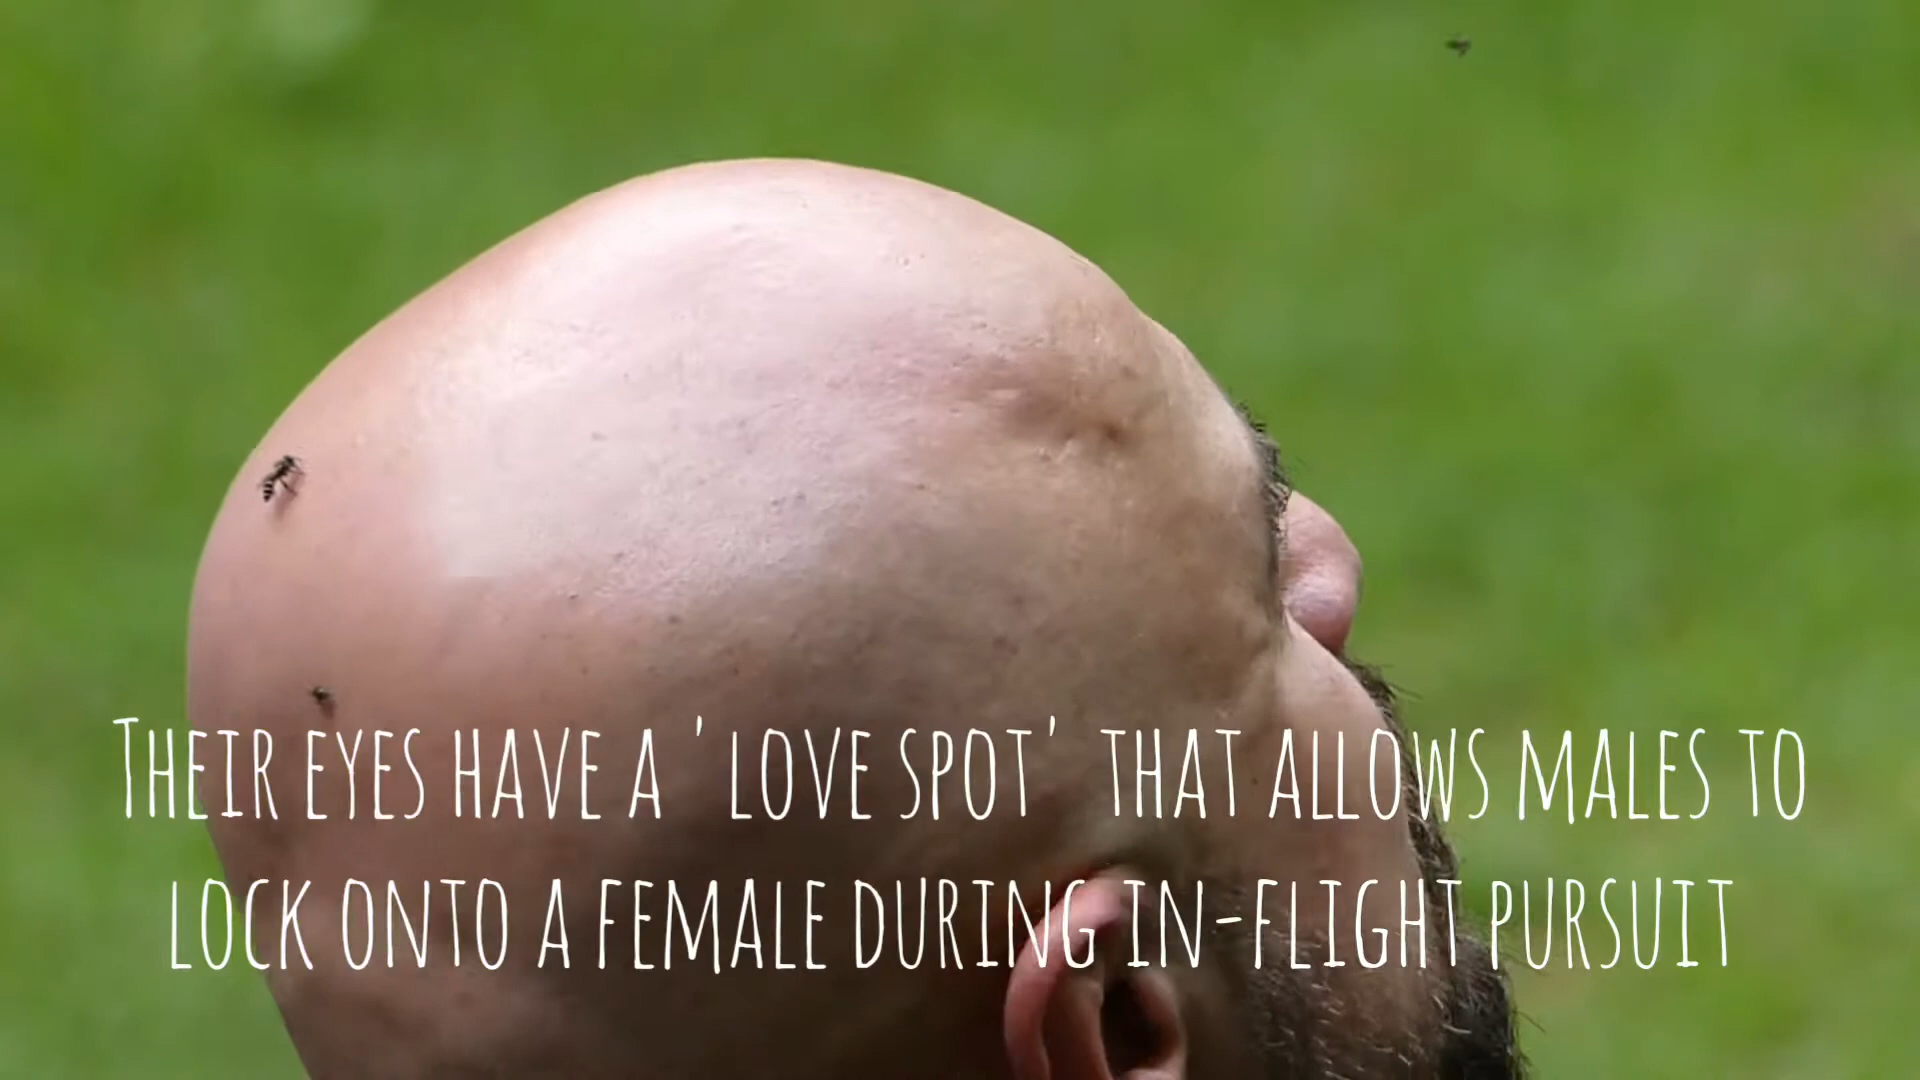 Their eyes have a 'love spot' that allows males to
lock onto a female during in-flight pursuit